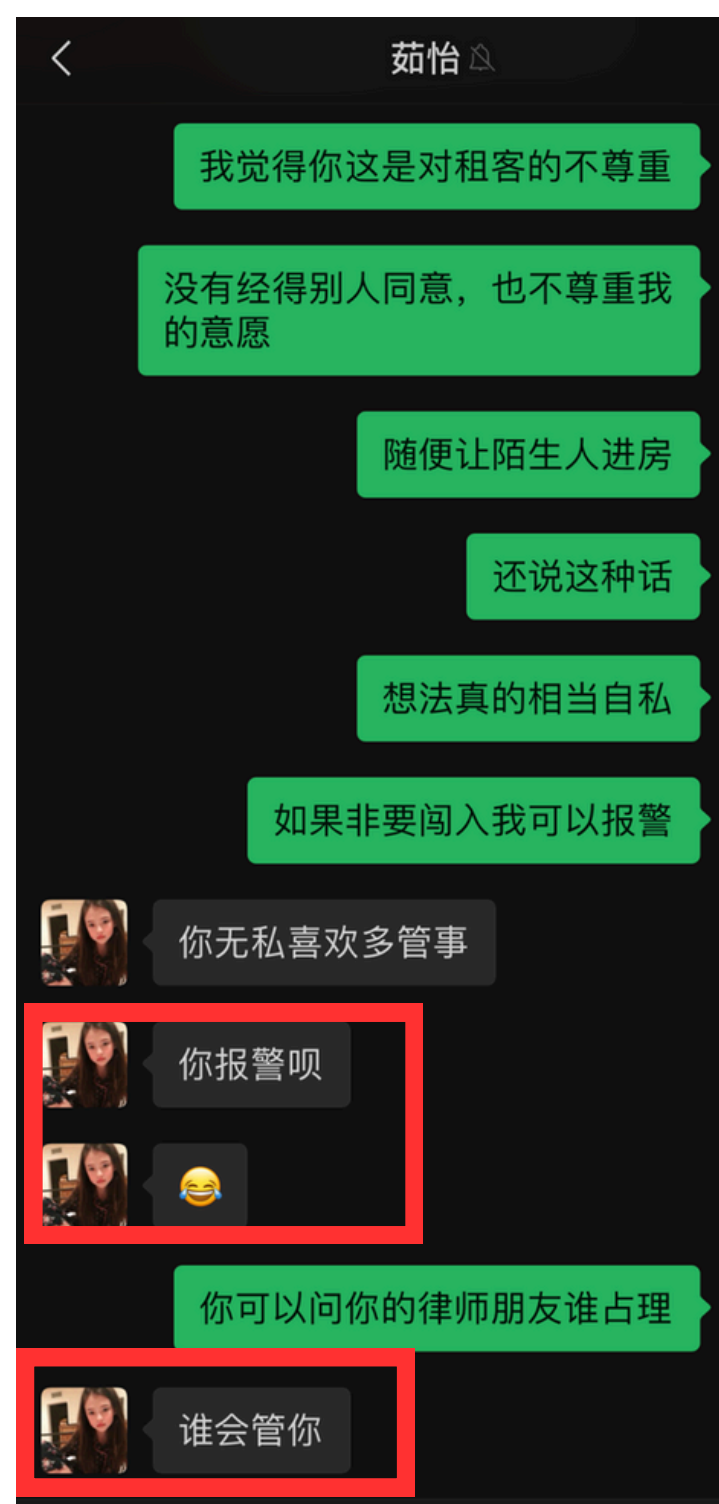 茹怡
我觉得你这是对租客的不尊重
没有经得别人同意，也不尊重我
的意愿
随便让陌生人进房
还说这种话
想法真的相当自私
如果非要闯入我可以报警
你无私喜欢多管事
你报警呗
😂
你可以问你的律师朋友谁占理
谁会管你